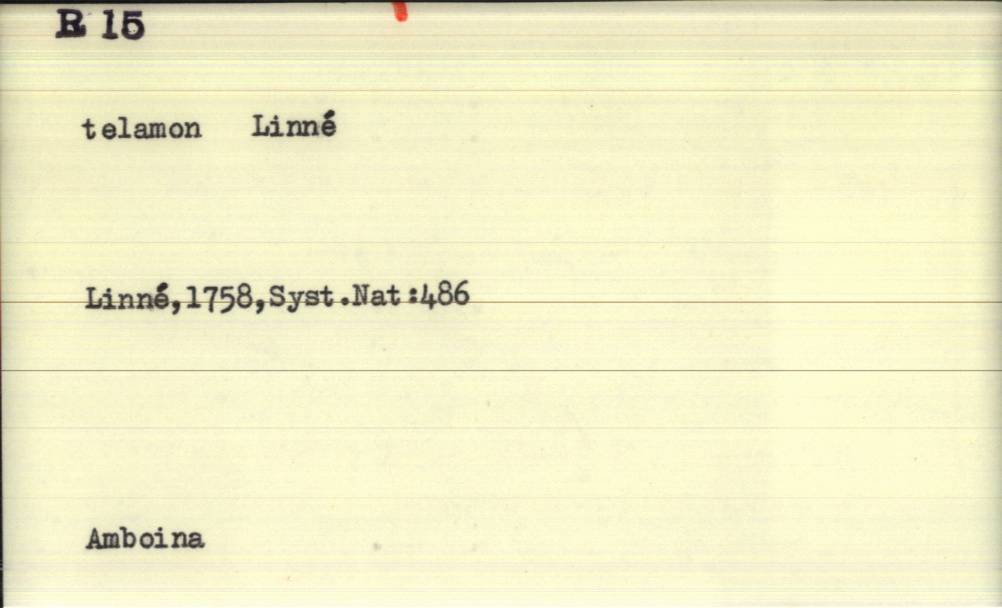 R 15
telamon Linné
Linné,1758,Syst.Nat:486
Amboina